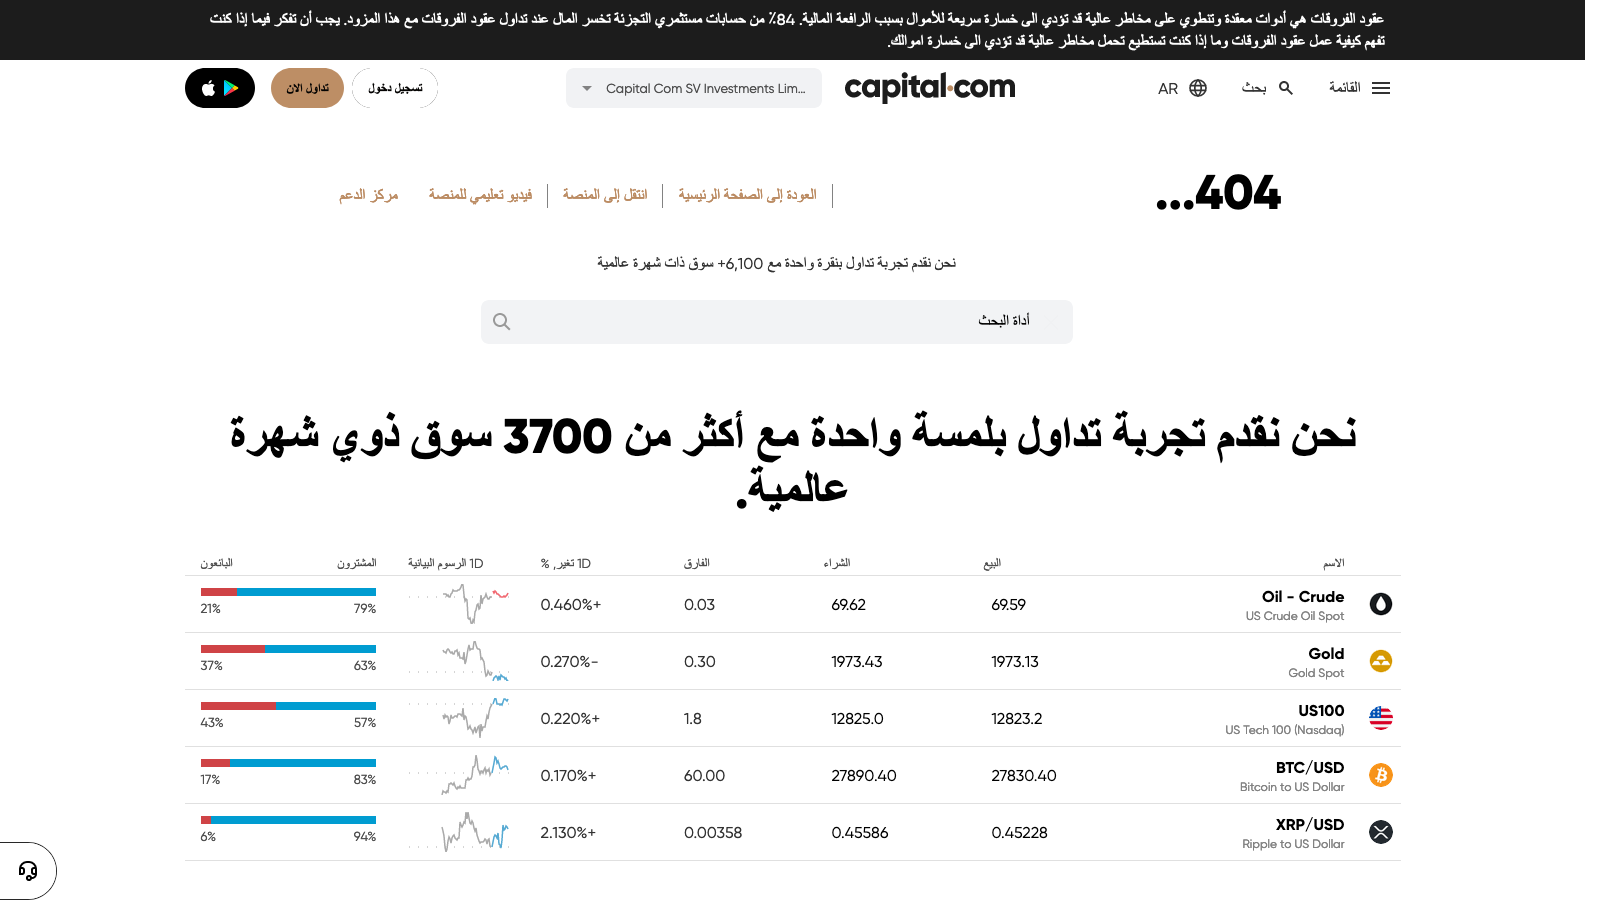 عقود الفروقات هي أدوات معقدة وتنطوي على مخاطر عالية قد تؤدي الى خسارة سريعة للأموال بسبب الرافعة المالية. 84٪ من حسابات مستثمري التجزئة تخسر المال عند تداول عقود الفروقات مع هذا المزود. يجب أن تفكر فيما إذا كنت
تفهم كيفية عمل عقود الفروقات وما إذا كنت تستطيع تحمل مخاطر عالية قد تؤدي الى خسارة اموالك.
القائمة
بحث
AR
capital.com
Capital Com SV Investments Lim...
تسجيل دخول
تداول الان
404...
العودة إلى الصفحة الرئيسية
انتقل إلى المنصة
فيديو تعليمي للمنصة
مركز الدعم
نحن نقدم تجربة تداول بنقرة واحدة مع 6,100+ سوق ذات شهرة عالمية
أداة البحث
نحن نقدم تجربة تداول بلمسة واحدة مع أكثر من 3700 سوق ذوي شهرة
عالمية.
الاسم البيع الشراء الفارق 1D تغير, % 1D الرسوم البيانية المشترون البائعون
Oil - Crude 69.59 69.62 0.03 0.460%+ 79% 21%
US Crude Oil Spot
Gold 1973.13 1973.43 0.30 0.270%- 63% 37%
Gold Spot
US100 12823.2 12825.0 1.8 0.220%+ 57% 43%
US Tech 100 (Nasdaq)
BTC/USD 27830.40 27890.40 60.00 0.170%+ 83% 17%
Bitcoin to US Dollar
XRP/USD 0.45228 0.45586 0.00358 2.130%+ 94% 6%
Ripple to US Dollar